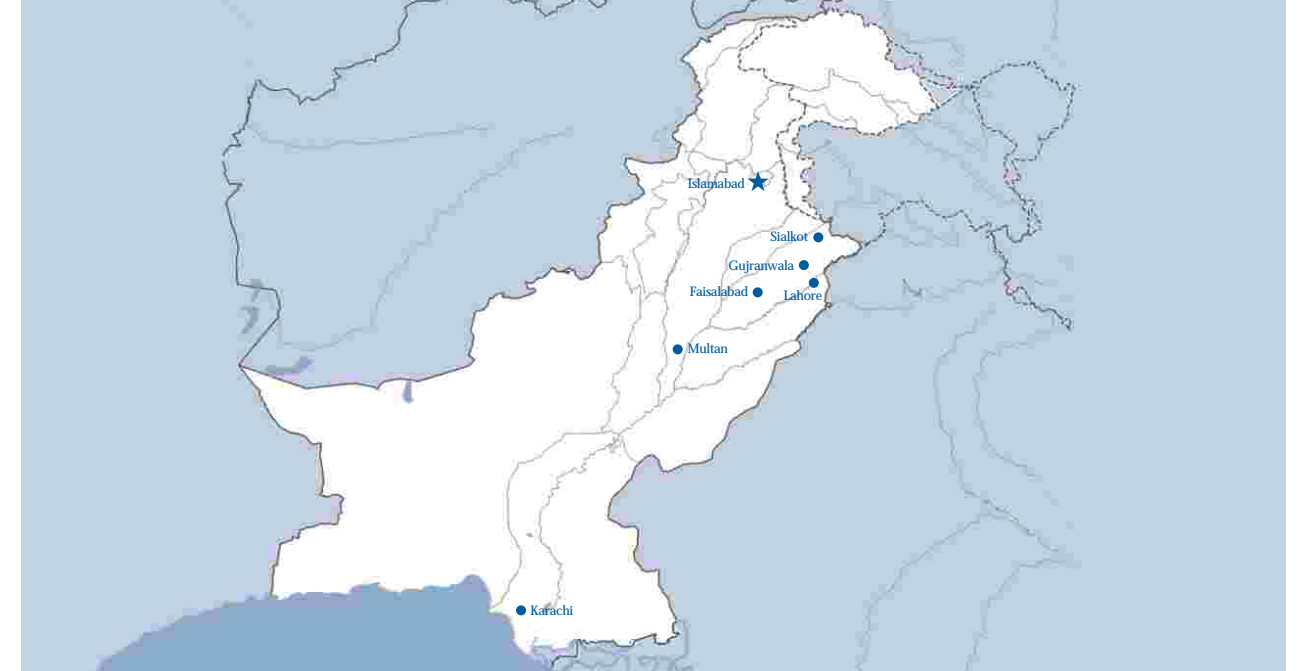 Islamabad
Sialkot
Gujranwala
Faisalabad
Lahore
Multan
Karachi